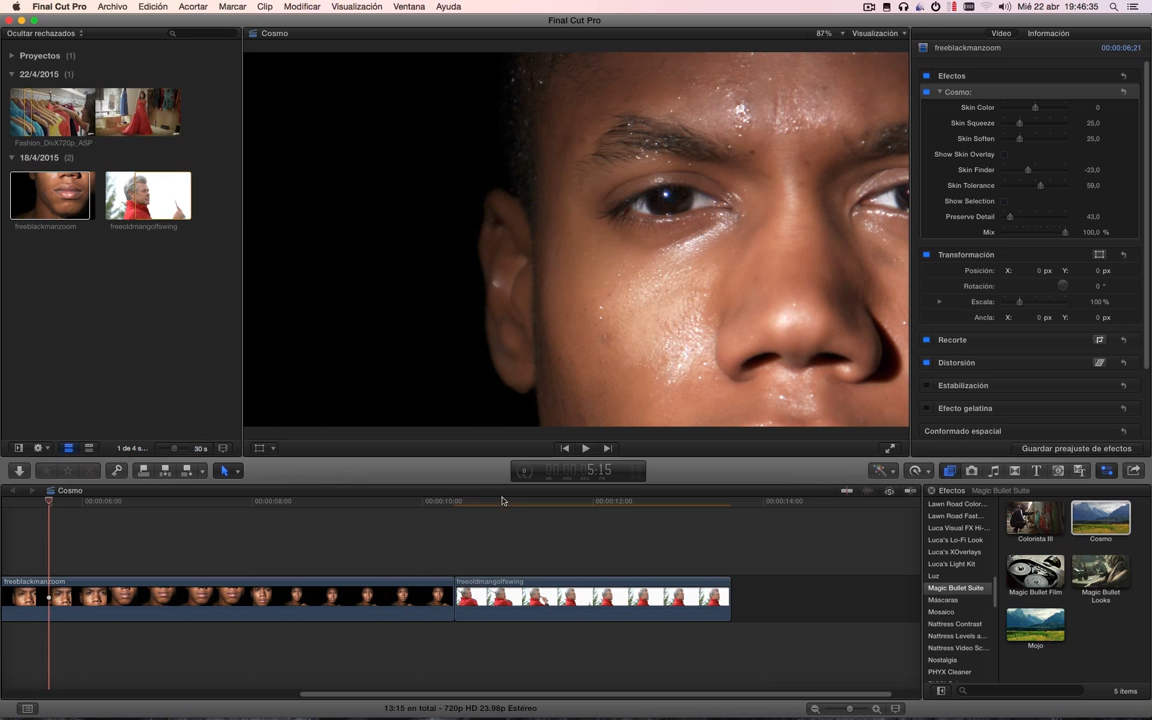 Final Cut Pro Archivo Edición Acortar Marcar Clip Modificar Visualización Ventana Ayuda Mié 22 abr 19:46:35
Final Cut Pro
Ocultar rechazados
Cosmo
87% Visualización
Vídeo Información
freeblackmanzoom 00:00:06;21
Proyectos (1)
22/4/2015 (1)
Fashion_DivX720p_ASP
18/4/2015 (2)
freeblackmanzoom freeoldmangolfswing
Efectos
Cosmo:
Skin Color 0
Skin Squeeze 25,0
Skin Soften 25,0
Show Skin Overlay
Skin Finder -23,0
Skin Tolerance 59,0
Show Selection
Preserve Detail 43,0
Mix 100,0 %
Transformación
Posición: X: 0 px Y: 0 px
Rotación: 0 °
Escala: 100 %
Ancla: X: 0 px Y: 0 px
Recorte
Distorsión
Estabilización
Efecto gelatina
Conformado espacial
1 de 4 s... 30 s
Guardar preajuste de efectos
5:15
Cosmo
00:00:06:00 00:00:08:00 00:00:10:00 00:00:12:00 00:00:14:00
freeblackmanzoom freeoldmangolfswing
Efectos Magic Bullet Suite
Lawn Road Color...
Lawn Road Fast...
Luca Visual FX Hi-...
Luca's Lo-Fi Look
Luca's XOverlays
Luca's Light Kit
Luz
Magic Bullet Suite
Máscaras
Mosaico
Nattress Contrast
Nattress Levels a...
Nattress Video Sc...
Nostalgia
PHYX Cleaner
Colorista III Cosmo
Magic Bullet Film Magic Bullet Looks
Mojo
5 items
13:15 en total - 720p HD 23.98p Estéreo